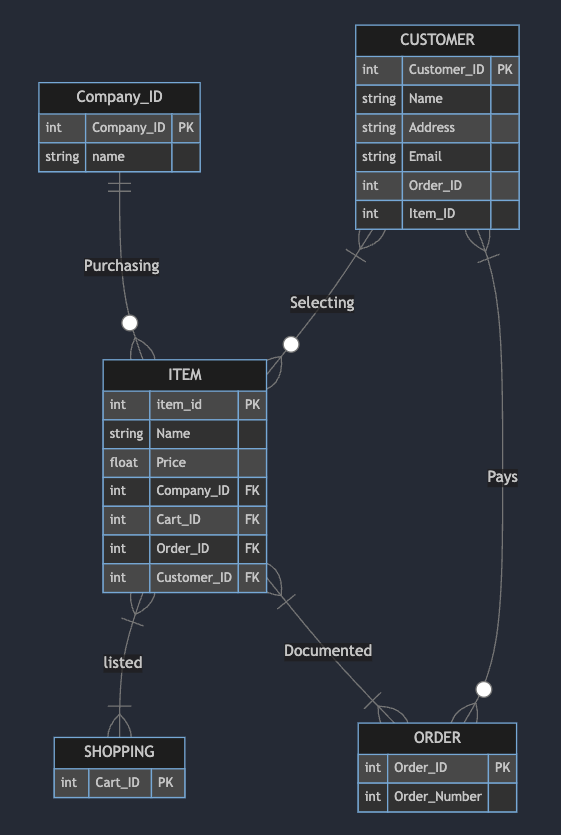 CUSTOMER
int Customer_ID PK
string Name
string Address
string Email
int Order_ID
int Item_ID
Company_ID
int Company_ID PK
string name
Purchasing
Selecting
ITEM
int item_id PK
string Name
float Price
int Company_ID FK
int Cart_ID FK
int Order_ID FK
int Customer_ID FK
Pays
Documented
listed
SHOPPING
int Cart_ID PK
ORDER
int Order_ID PK
int Order_Number